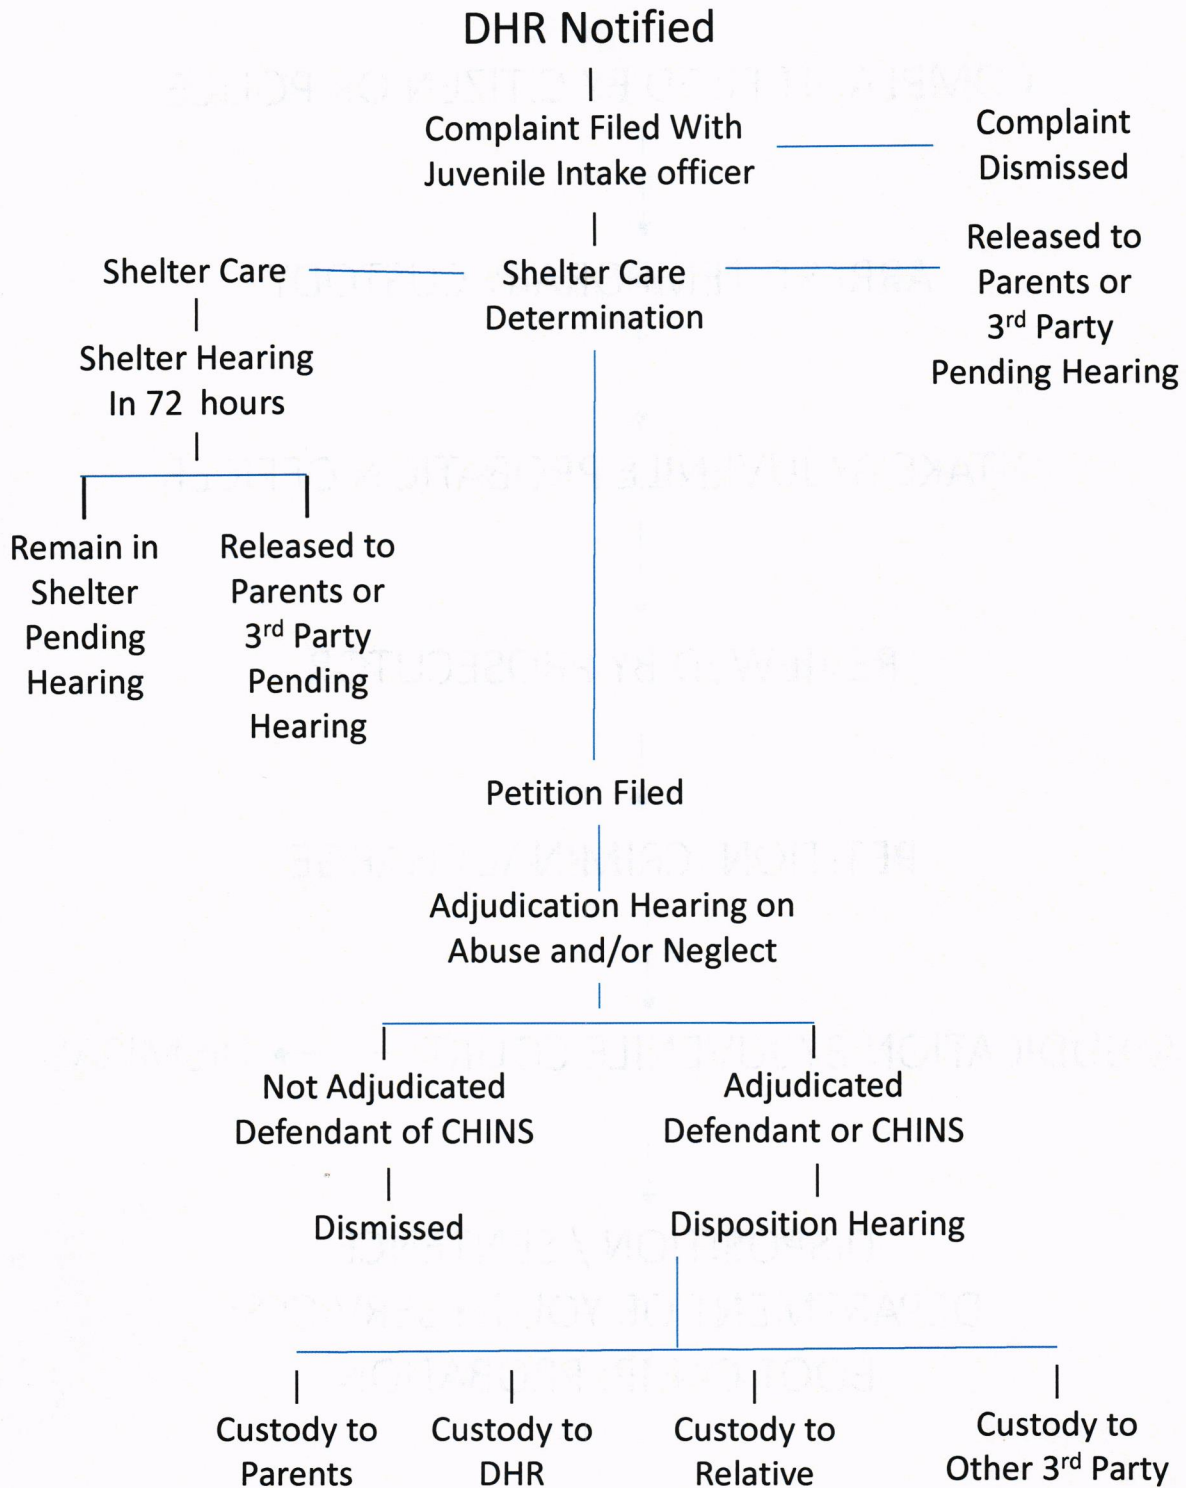 DHR Notified
Complaint Filed With
Juvenile Intake officer
Complaint
Dismissed
Shelter Care
Shelter Care
Determination
Released to
Parents or
3rd Party
Pending Hearing
Shelter Hearing
In 72 hours
Remain in
Shelter
Pending
Hearing
Released to
Parents or
3rd Party
Pending
Hearing
Petition Filed
Adjudication Hearing on
Abuse and/or Neglect
Not Adjudicated
Defendant of CHINS
Adjudicated
Defendant or CHINS
Dismissed
Disposition Hearing
Custody to
Parents
Custody to
DHR
Custody to
Relative
Custody to
Other 3rd Party